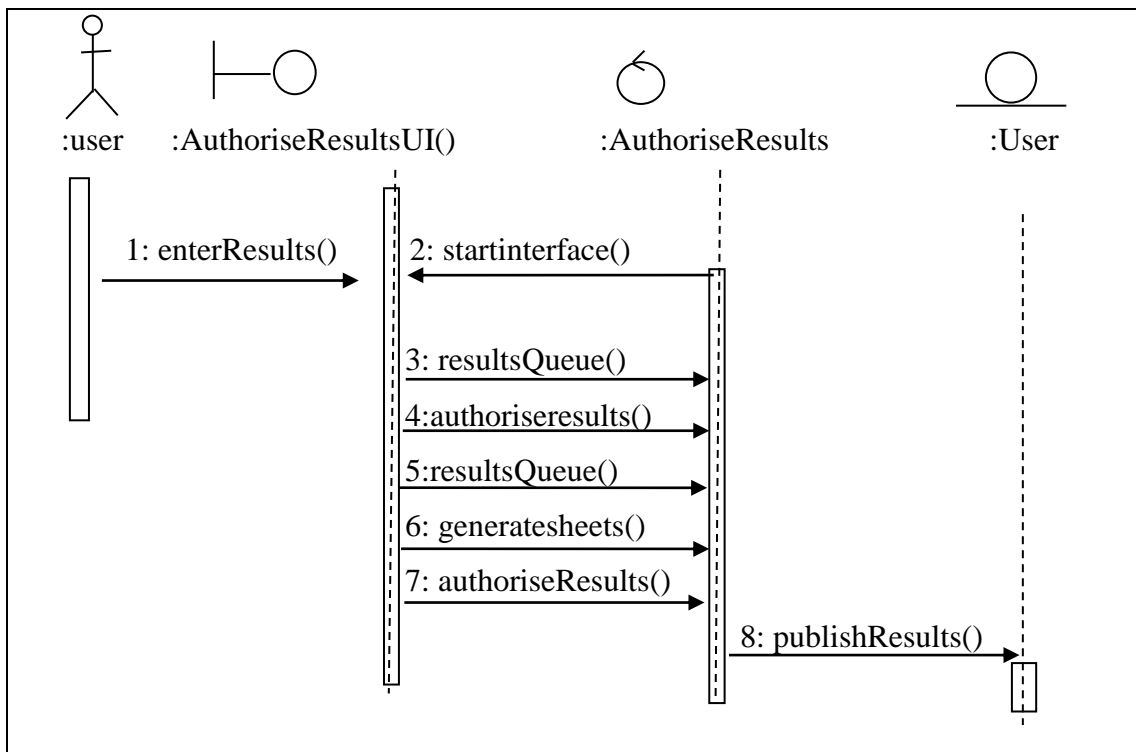 :user :AuthoriseResultsUI() :AuthoriseResults :User
1: enterResults() 2: startinterface()
3: resultsQueue()
4:authoriseresults()
5:resultsQueue()
6: generatesheets()
7: authoriseResults()
8: publishResults()